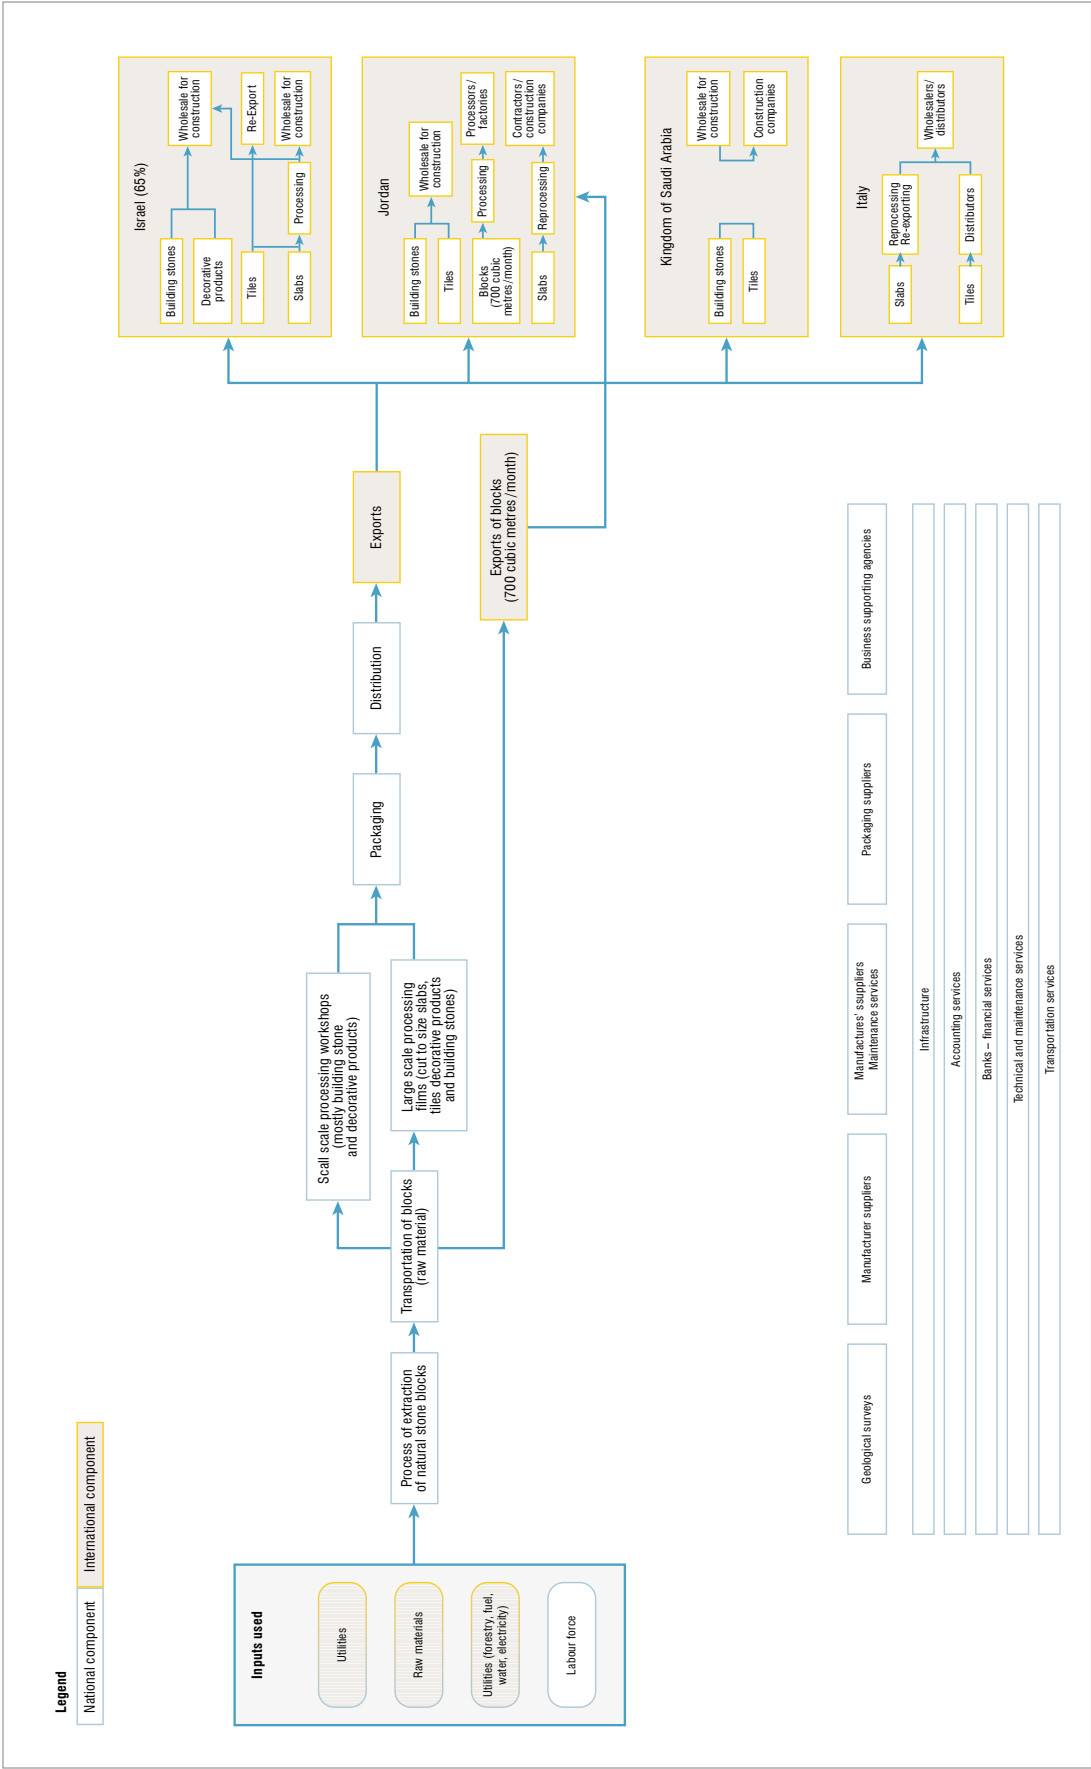 Legend
National component
International component
Inputs used
Utilities
Raw materials
Utilities (forestry, fuel,
water, electricity)
Labour force
Process of extraction
of natural stone blocks
Transportation of blocks
(raw material)
Scall scale processing workshops
(mostly building stone
and decorative products)
Large scale processing
films (cut to size slabs,
tiles decorative products
and building stones)
Packaging
Distribution
Exports
Exports of blocks
(700 cubic metres/month)
Israel (65%)
Building stones
Decorative
products
Tiles
Slabs
Processing
Wholesale for
construction
Re-Export
Wholesale for
construction
Jordan
Building stones
Tiles
Blocks
(700 cubic
metres/month)
Slabs
Wholesale for
construction
Processing
Reprocessing
Processors/
factories
Contractors/
construction
companies
Kingdom of Saudi Arabia
Building stones
Tiles
Wholesale for
construction
Construction
companies
Italy
Slabs
Tiles
Reprocessing
Re-exporting
Distributors
Wholesalers/
distributors
Geological surveys
Manufacturer suppliers
Manufactures' ssuppliers
Maintenance services
Packaging suppliers
Business supporting agencies
Infrastructure
Accounting services
Banks – financial services
Technical and maintenance services
Transportation services